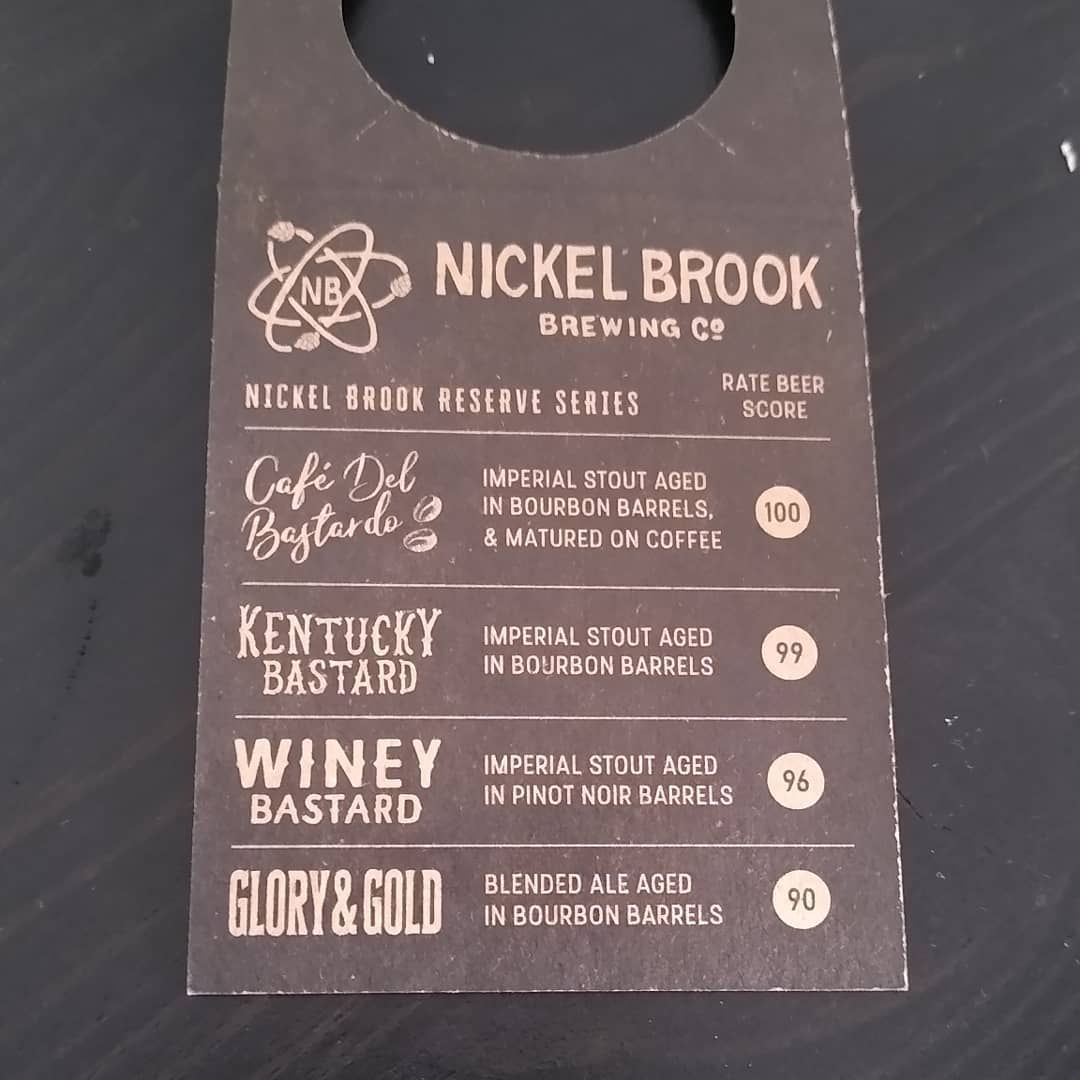 NB
NICKEL BROOK
BREWING Cº
NICKEL BROOK RESERVE SERIES
RATE BEER
SCORE
Café Del
Bastardo
IMPERIAL STOUT AGED
IN BOURBON BARRELS,
& MATURED ON COFFEE
100
KENTUCKY
BASTARD
IMPERIAL STOUT AGED
IN BOURBON BARRELS
99
WINEY
BASTARD
IMPERIAL STOUT AGED
IN PINOT NOIR BARRELS
96
GLORY & GOLD
BLENDED ALE AGED
IN BOURBON BARRELS
90